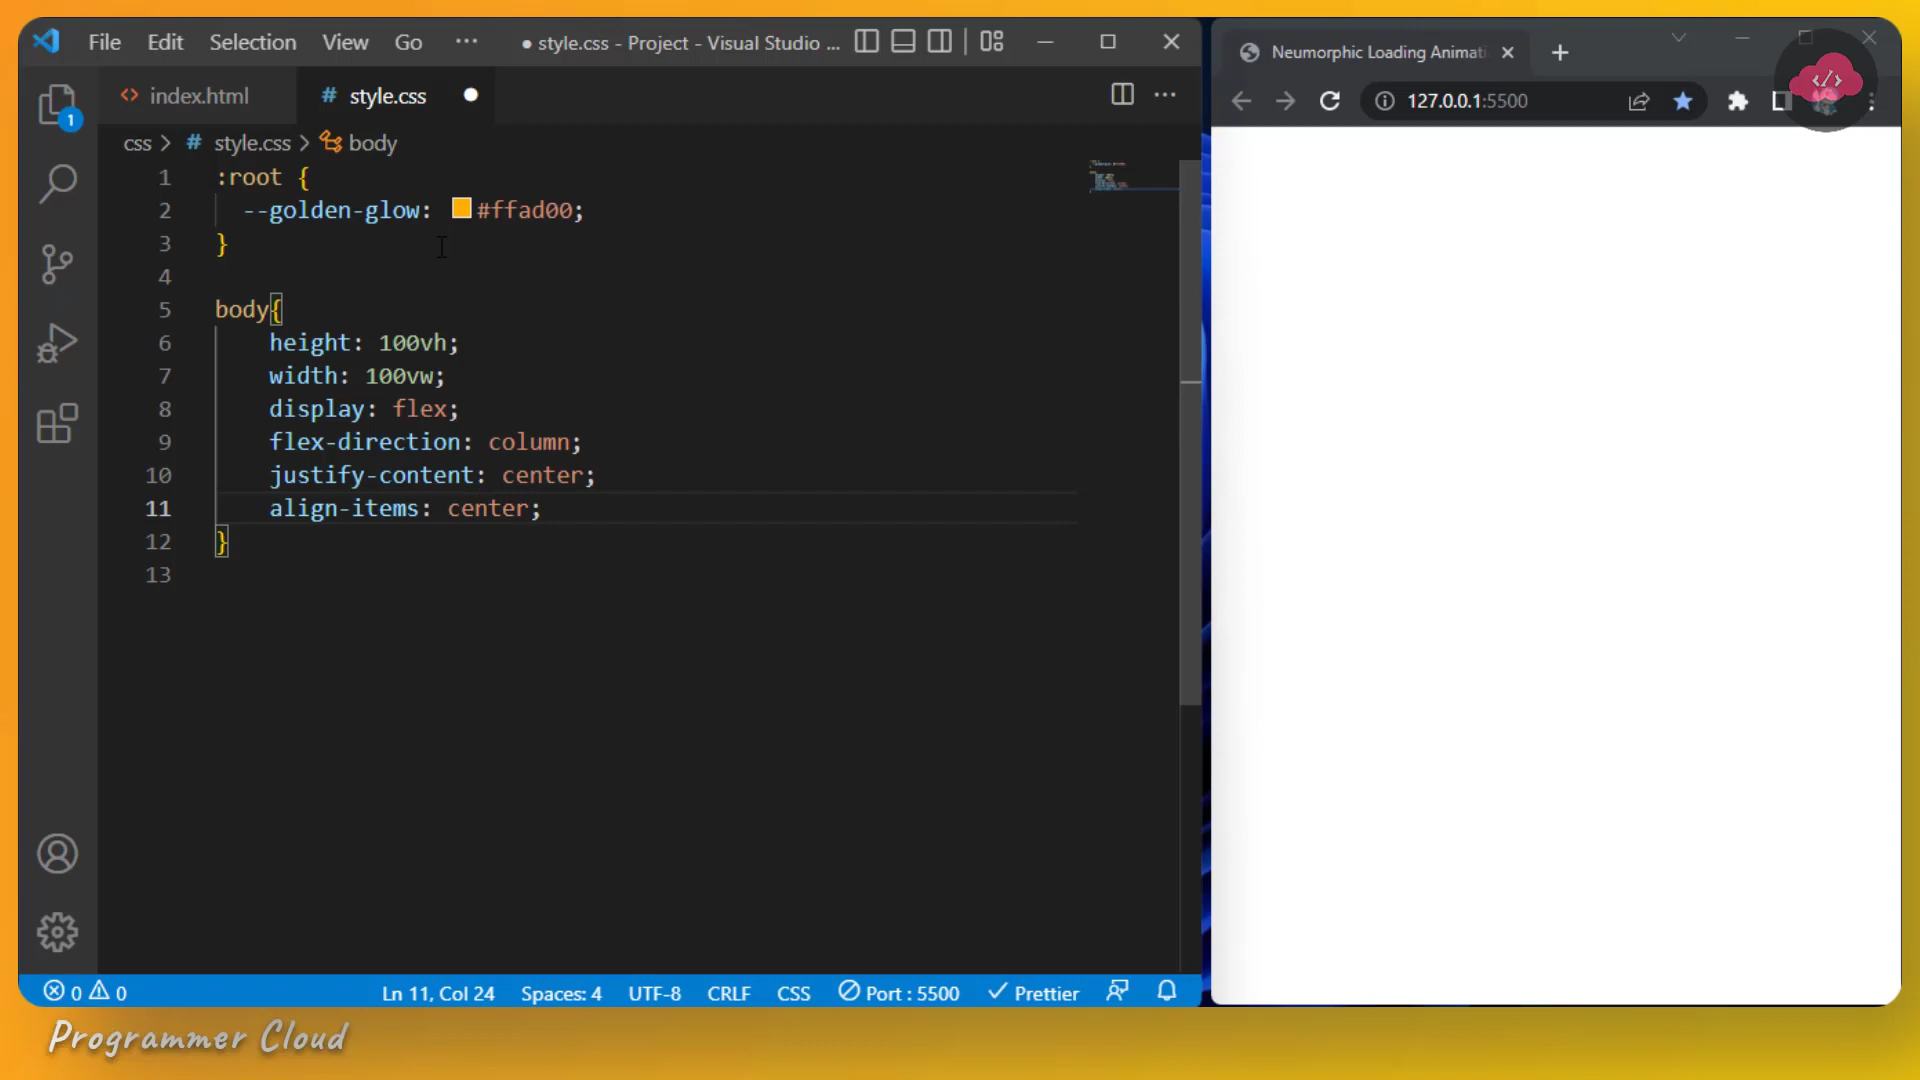 File Edit Selection View Go ··· ● style.css - Project - Visual Studio ...
index.html # style.css
css > # style.css > body
1 :root {
2 --golden-glow: #ffad00;
3 }
4
5 body{
6 height: 100vh;
7 width: 100vw;
8 display: flex;
9 flex-direction: column;
10 justify-content: center;
11 align-items: center;
12 }
13
1
0 0 Ln 11, Col 24 Spaces: 4 UTF-8 CRLF CSS Port : 5500 Prettier
Neumorphic Loading Animati
127.0.0.1:5500
Programmer Cloud